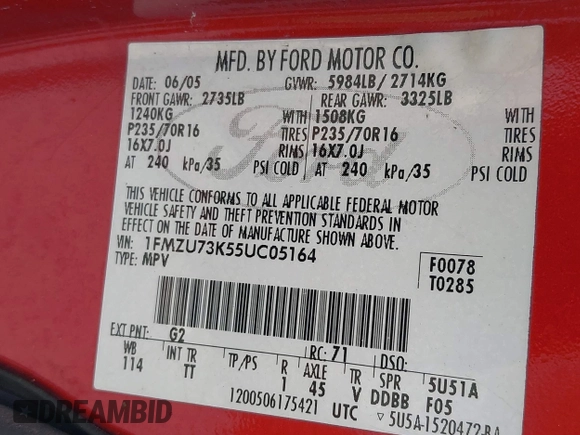 MFD. BY FORD MOTOR CO.
DATE 06/05 GVWR: 5984LB / 2714KG
FRONT GAWR: 2735LB REAR GAWR: 3325LB
1240KG WITH 1508KG WITH
P235/70R16 TIRES P235/70R16 TIRES
16X7.0J RIMS 16X7.0J RIMS
AT 240 kPa/35 PSI COLD AT 240 kPa/35 PSI COLD
Ford
THIS VEHICLE CONFORMS TO ALL APPLICABLE FEDERAL MOTOR
VEHICLE SAFETY AND THEFT PREVENTION STANDARDS IN
EFFECT ON THE DATE OF MANUFACTURE SHOWN ABOVE.
VIN: 1FMZU73K55UC05164 F0078
TYPE: MPV T0285
EXT PNT: G2 RC: 71 DSO:
WB INT TR TP/PS R AXLE TR SPR 5U51A
114 TT 1 45 V DDBB F05
1200506175421 UTC ▽ 5U5A-1520472-BA
DREAMBID